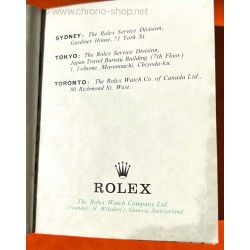 www.chrono-shop.net
SYDNEY: The Rolex Service Division,
Gardner House, 71 York St.
TOKYO: The Rolex Service Division,
Japan Travel Bureau Building (7th Floor)
1, 1-chome, Marunouchi, Chiyoda-ku.
TORONTO: The Rolex Watch Co. of Canada Ltd.,
80 Richmond St. West.
ROLEX
The Rolex Watch Company Ltd.
(Founder: H. Wilsdorf), Geneva, Switzerland